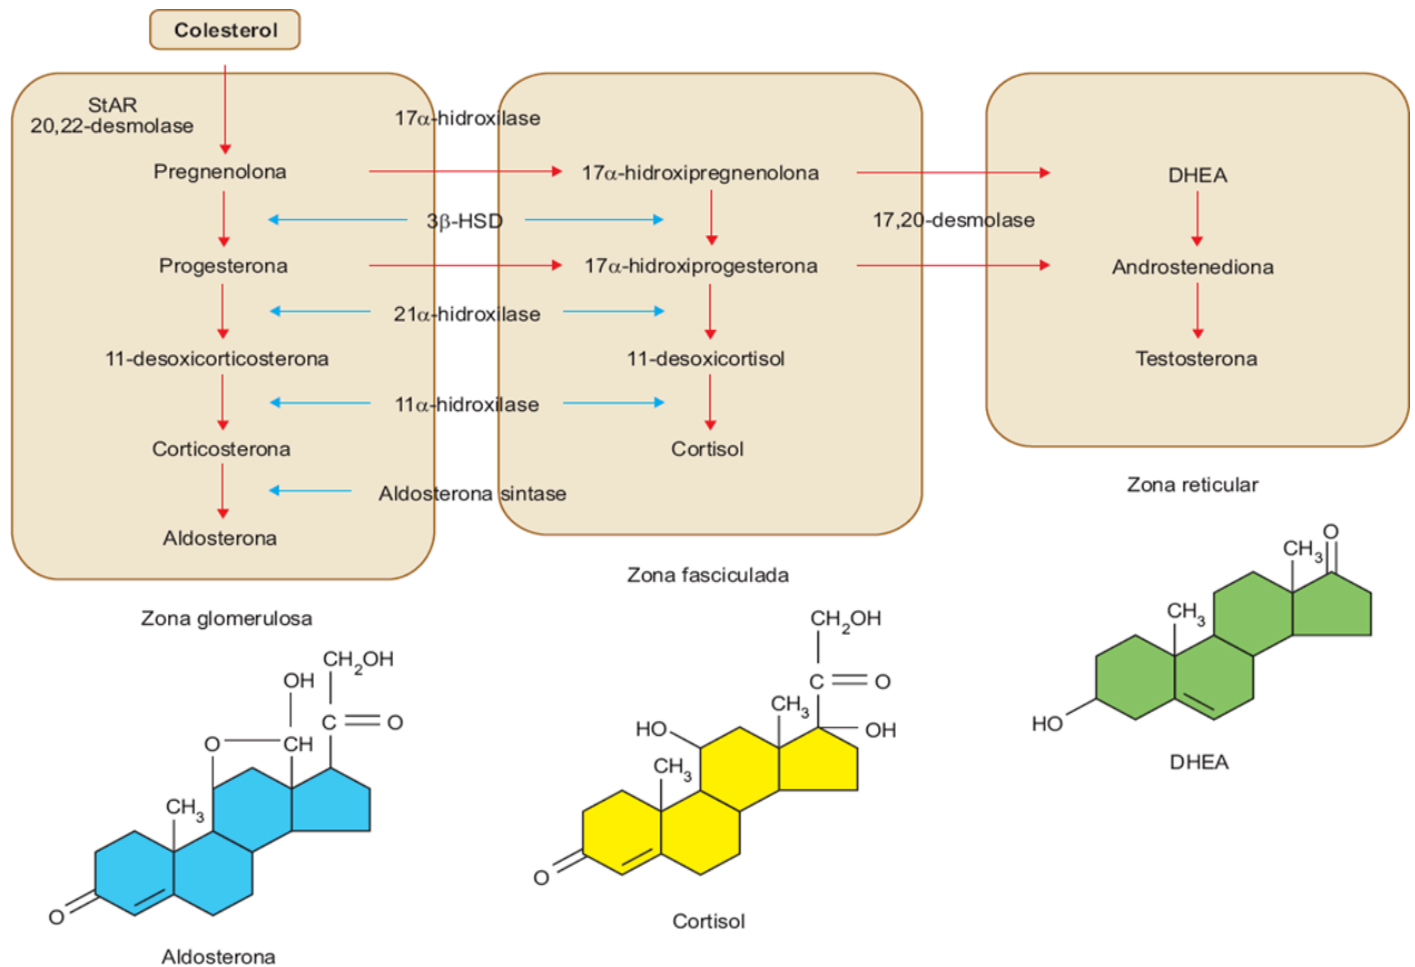 Colesterol
StAR
20,22-desmolase
17α-hidroxilase
Pregnenolona
17α-hidroxipregnenolona
DHEA
3β-HSD
17,20-desmolase
Progesterona
17α-hidroxiprogesterona
Androstenediona
21α-hidroxilase
11-desoxicorticosterona
11-desoxicortisol
Testosterona
11α-hidroxilase
Corticosterona
Cortisol
Aldosterona sintase
Aldosterona
Zona reticular
Zona fasciculada
Zona glomerulosa
CH₂OH
OH
C
O
O
CH
CH₃
O
Aldosterona
CH₂OH
C
O
CH₃
HO
OH
CH₃
O
Cortisol
O
CH₃
CH₃
HO
DHEA